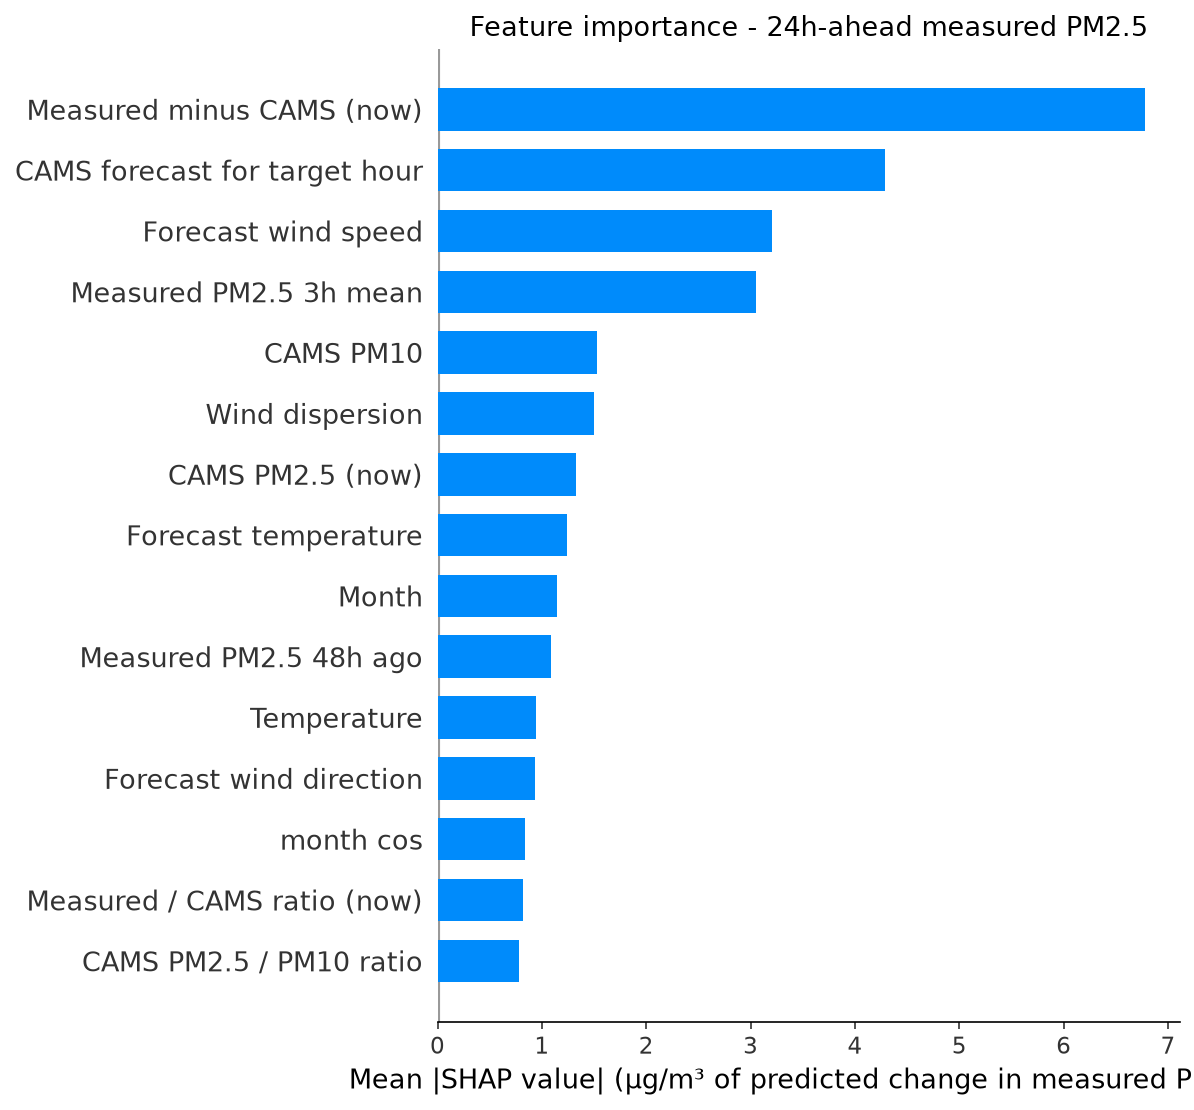 Feature importance - 24h-ahead measured PM2.5
Measured minus CAMS (now)
CAMS forecast for target hour
Forecast wind speed
Measured PM2.5 3h mean
CAMS PM10
Wind dispersion
CAMS PM2.5 (now)
Forecast temperature
Month
Measured PM2.5 48h ago
Temperature
Forecast wind direction
month cos
Measured / CAMS ratio (now)
CAMS PM2.5 / PM10 ratio
0 1 2 3 4 5 6 7
Mean |SHAP value| (µg/m³ of predicted change in measured P